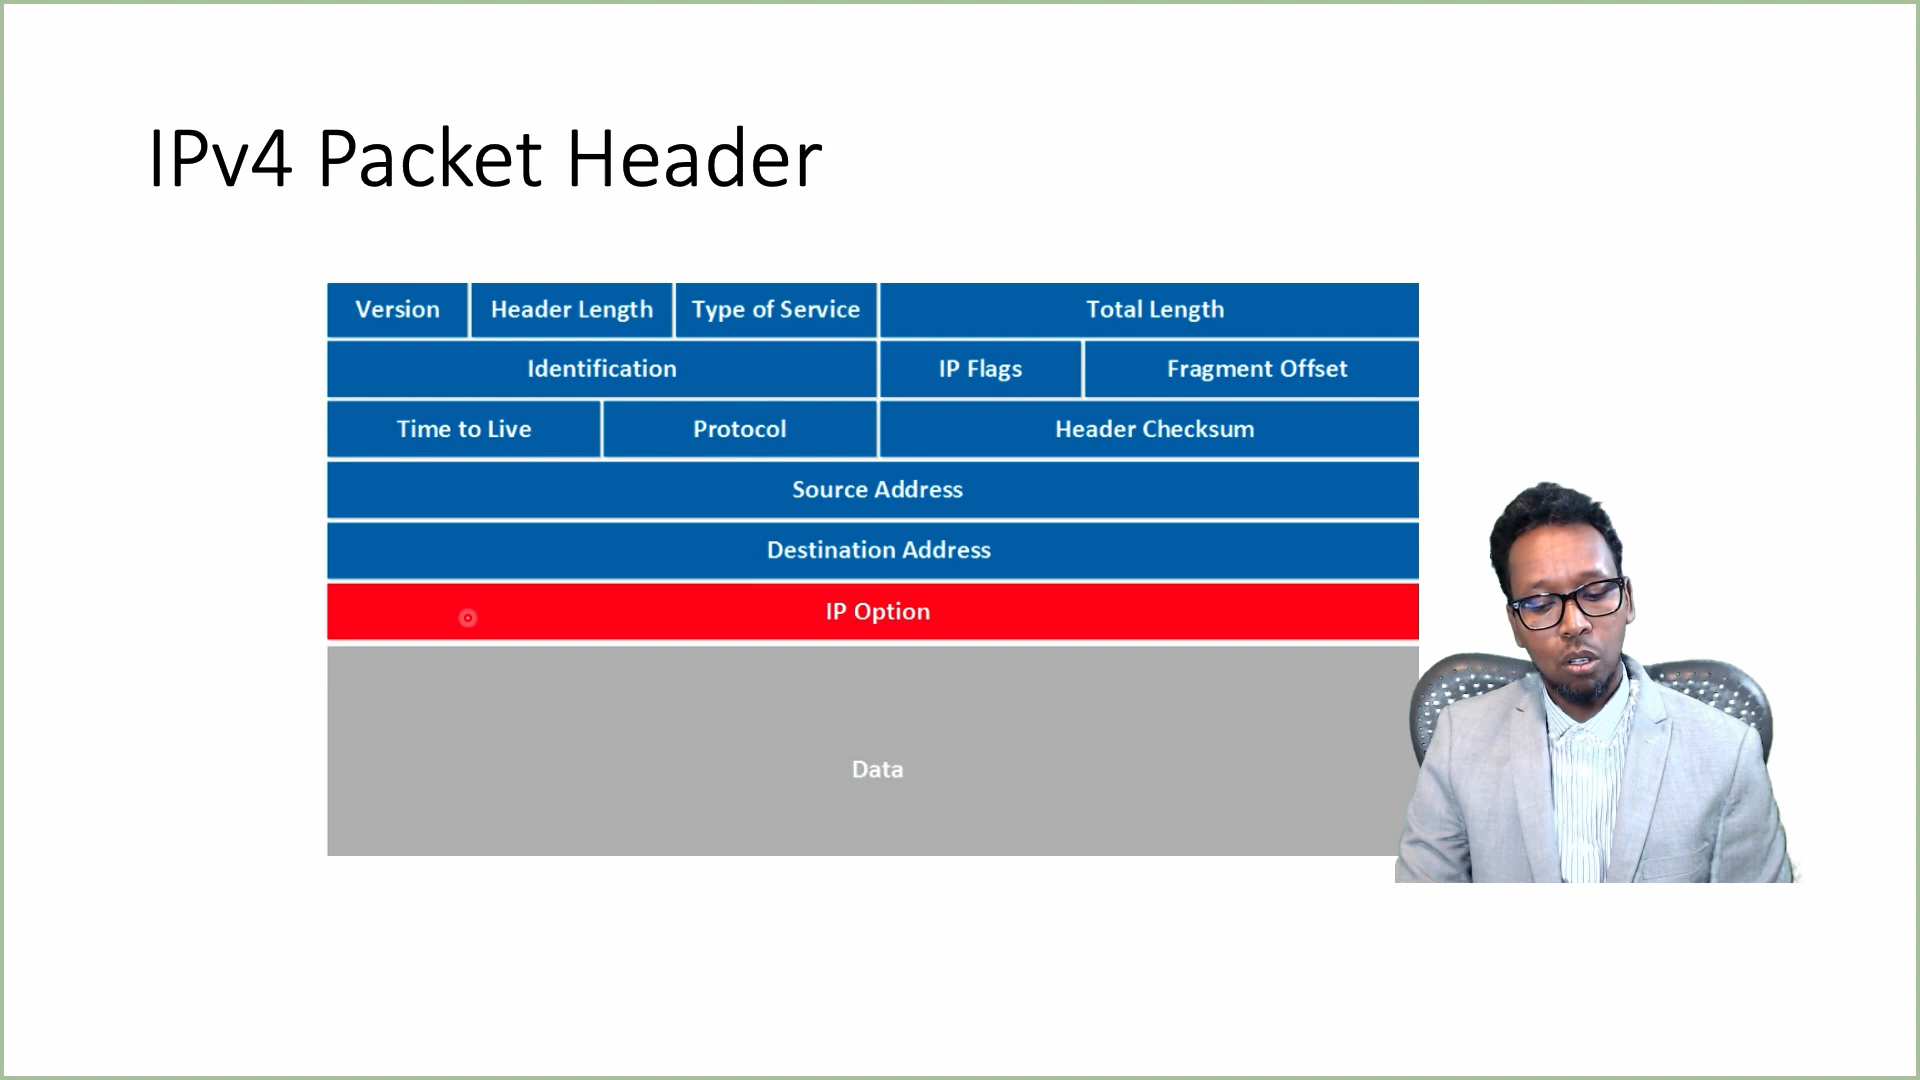 IPv4 Packet Header
Version Header Length Type of Service Total Length
Identification IP Flags Fragment Offset
Time to Live Protocol Header Checksum
Source Address
Destination Address
IP Option
Data